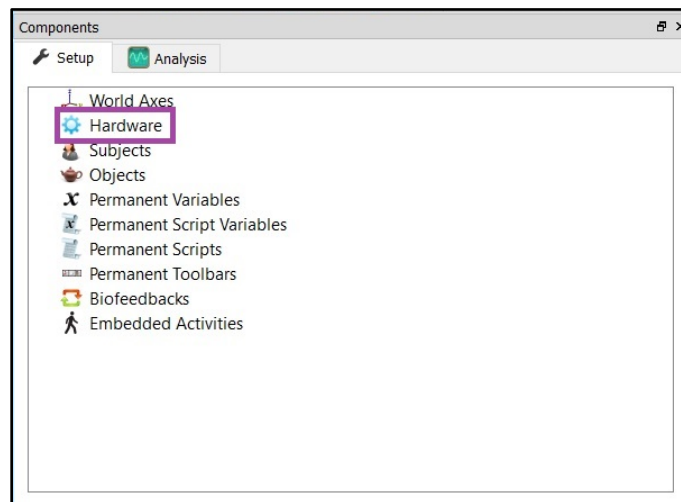 Components
Setup
Analysis
World Axes
Hardware
Subjects
Objects
Permanent Variables
Permanent Script Variables
Permanent Scripts
Permanent Toolbars
Biofeedbacks
Embedded Activities